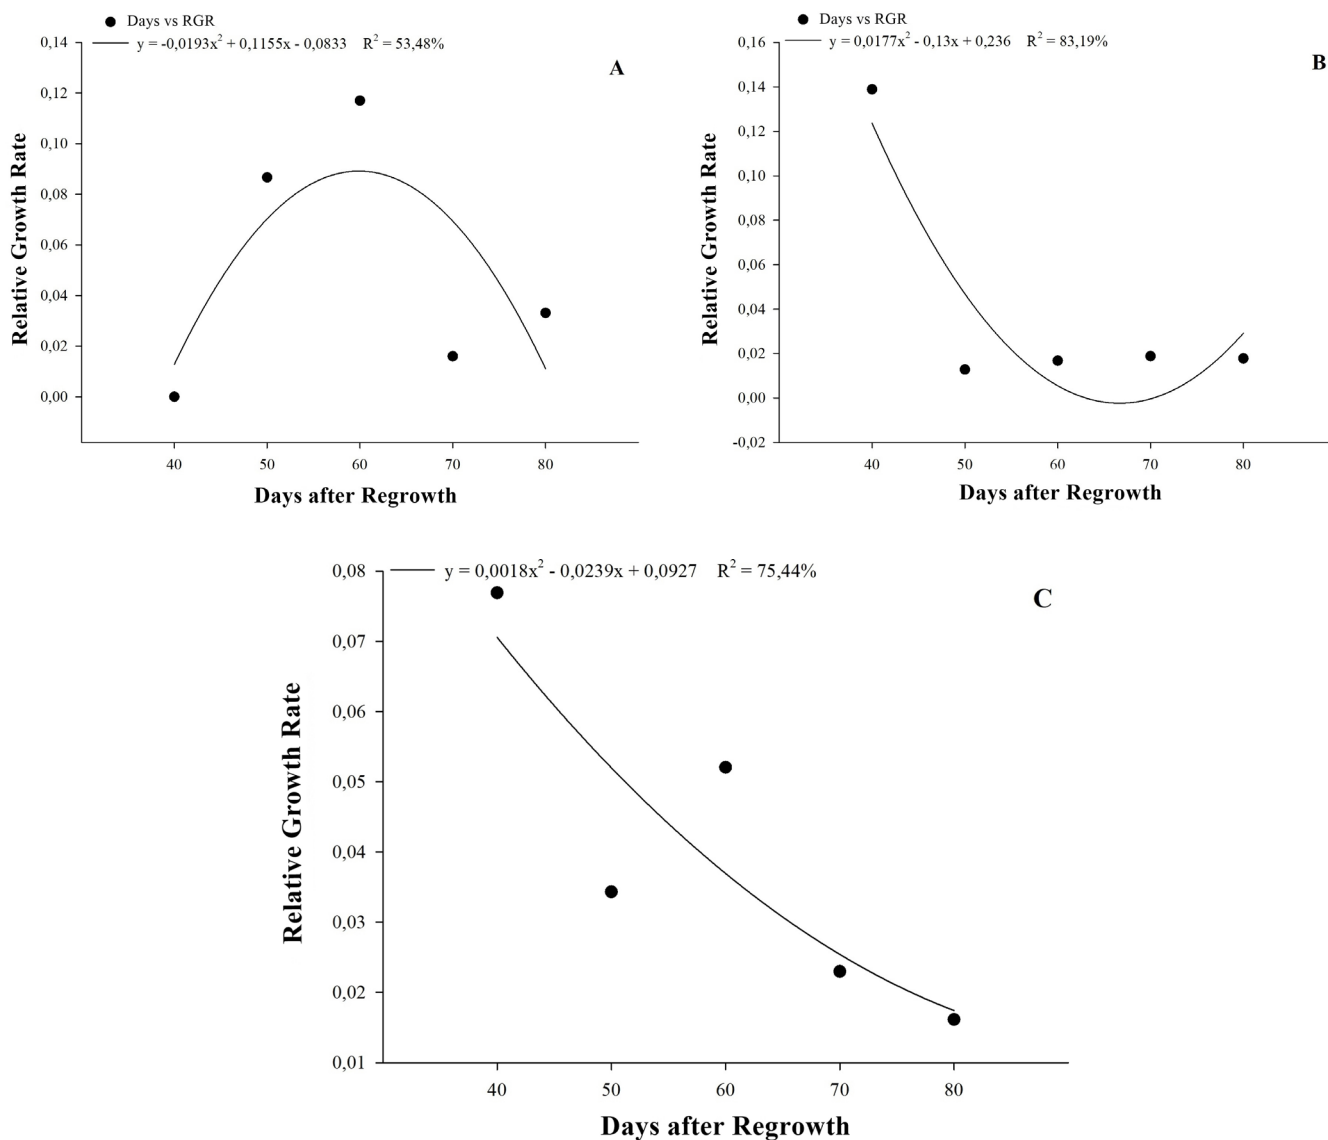 Days vs RGR
y = -0,0193x² + 0,1155x - 0,0833 R² = 53,48%
A
0,14
0,12
0,10
0,08
0,06
0,04
0,02
0,00
Relative Growth Rate
40 50 60 70 80
Days after Regrowth
Days vs RGR
y = 0,0177x² - 0,13x + 0,236 R² = 83,19%
B
0,16
0,14
0,12
0,10
0,08
0,06
0,04
0,02
0,00
-0,02
Relative Growth Rate
40 50 60 70 80
Days after Regrowth
y = 0,0018x² - 0,0239x + 0,0927 R² = 75,44%
C
0,08
0,07
0,06
0,05
0,04
0,03
0,02
0,01
Relative Growth Rate
40 50 60 70 80
Days after Regrowth